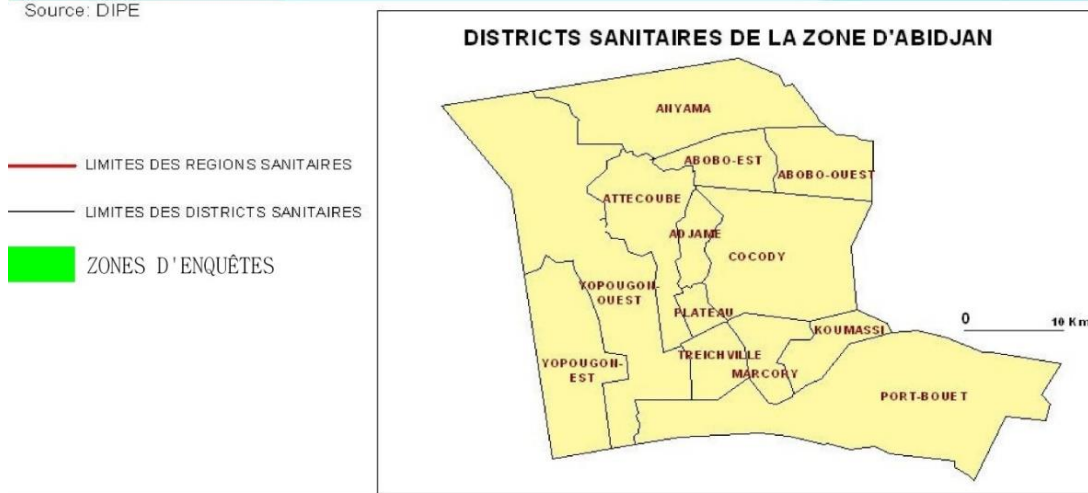 Source: DIPE
DISTRICTS SANITAIRES DE LA ZONE D'ABIDJAN
LIMITES DES REGIONS SANITAIRES
LIMITES DES DISTRICTS SANITAIRES
ZONES D'ENQUÊTES
ANYAMA
ABOBO-EST
ABOBO-OUEST
ATTECOUBE
ADJAME
COCODY
YOPOUGON-
OUEST
PLATEAU
KOUMASSI
0
10 Km
TREICHVILLE
YOPOUGON-
EST
MARCORY
PORT-BOUET